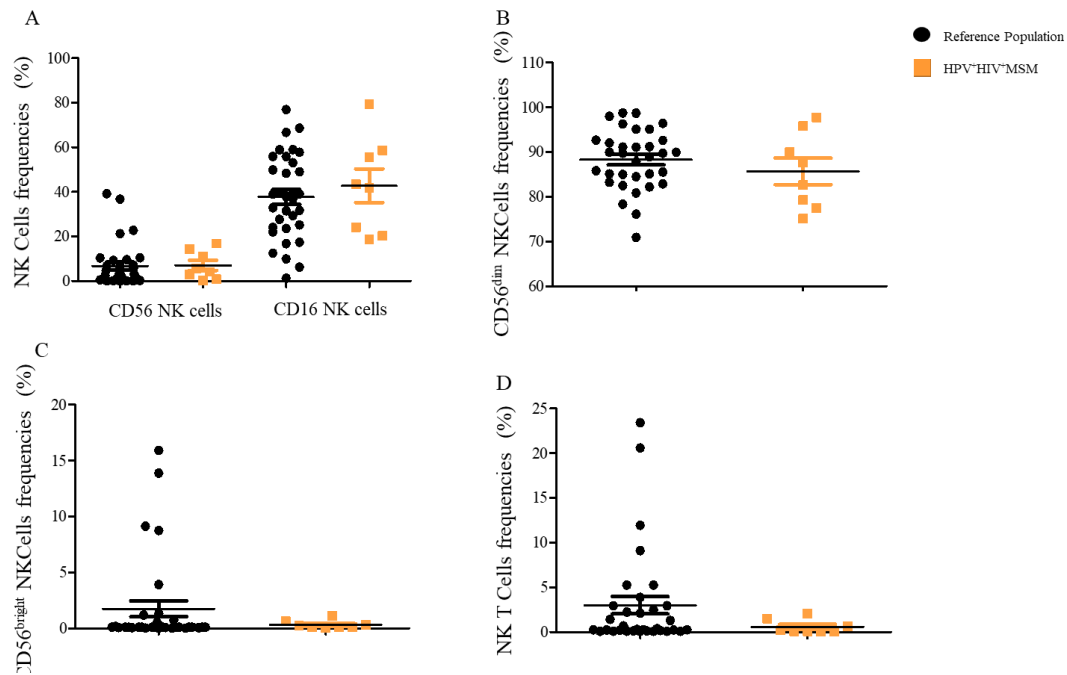 A
B
Reference Population
HPV⁺HIV⁺MSM
NK Cells frequencies (%)
100
80
60
40
20
0
CD56 NK cells
CD16 NK cells
CD56ᵈⁱᵐ NKCells frequencies (%)
110
100
90
80
70
60
C
D
CD56ᵇʳⁱᵍʰᵗ NKCells frequencies (%)
20
15
10
5
0
NK T Cells frequencies (%)
25
20
15
10
5
0